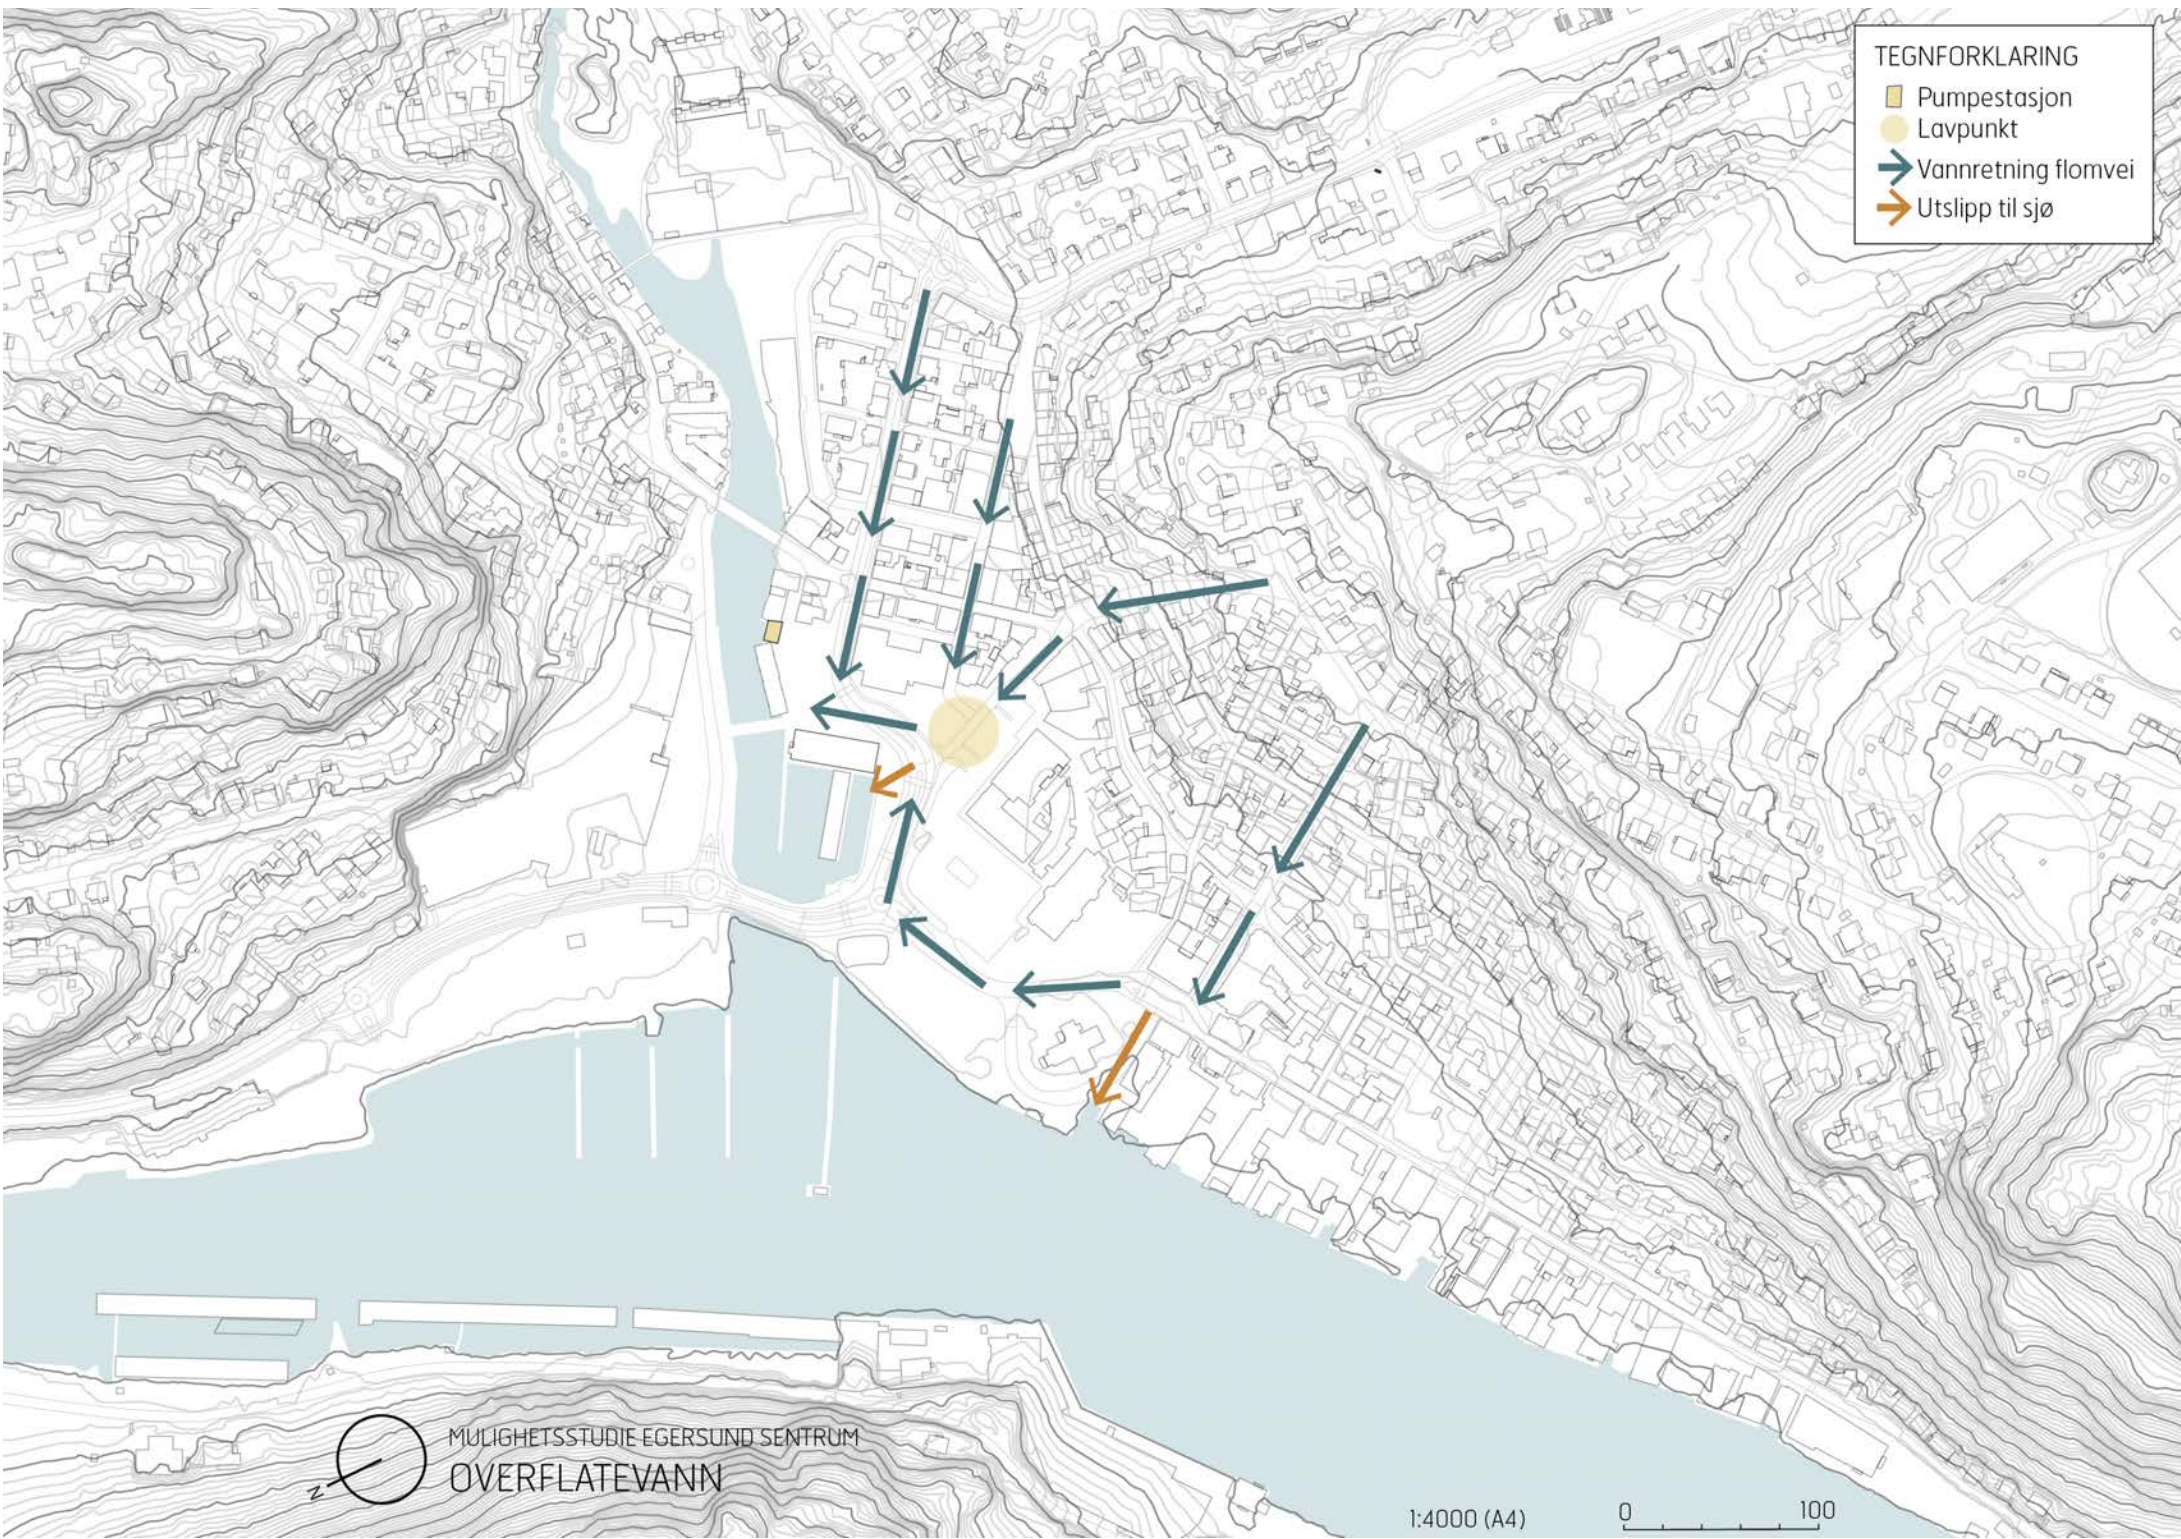 TEGNFORKLARING
Pumpestasjon
Lavpunkt
Vannretning flomvei
Utslipp til sjø
N
MULIGHETSSTUDIE EGERSUND SENTRUM
OVERFLATEVANN
1:4000 (A4)
0 100